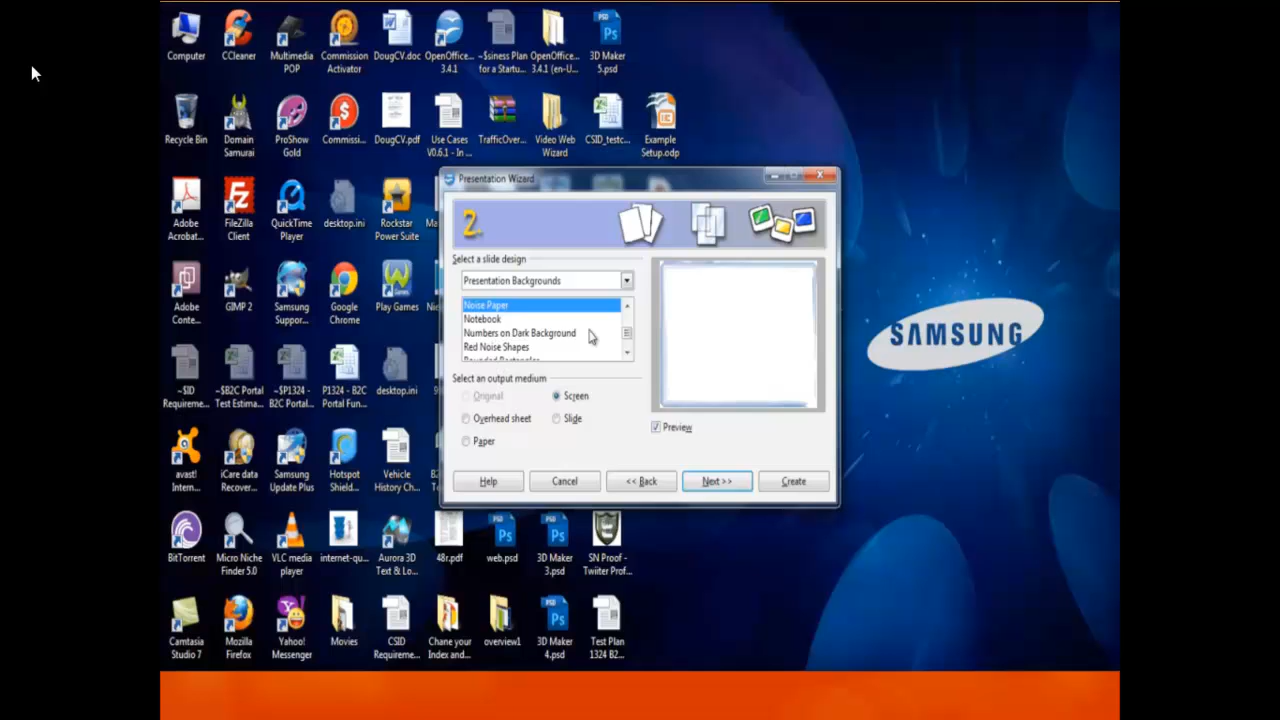 Computer
CCleaner
Multimedia
POP
Commission
Activator
DougCV.doc
OpenOffice...
3.4.1
~$siness Plan
for a Startu...
OpenOffice...
3.4.1 (en-U...
3D Maker
5.psd
Recycle Bin
Domain
Samurai
ProShow
Gold
Commissi...
DougCV.pdf
Use Cases
V0.6.1 - In ...
TrafficOver...
Video Web
Wizard
CSID_testc...
Example
Setup.odp
Adobe
Acrobat...
FileZilla
Client
QuickTime
Player
desktop.ini
Rockstar
Power Suite
Ma
Adobe
Conte...
GIMP 2
Samsung
Suppor...
Google
Chrome
Play Games
Nic
~$ID
Requireme...
~$B2C Portal
Test Estima...
~$P1324 -
B2C Portal...
P1324 - B2C
Portal Fun...
desktop.ini
avast!
Intern...
iCare data
Recover...
Samsung
Update Plus
Hotspot
Shield...
Vehicle
History Ch...
BitTorrent
Micro Niche
Finder 5.0
VLC media
player
internet-qu...
Aurora 3D
Text & Lo...
48r.pdf
web.psd
3D Maker
3.psd
SN Proof -
Twiiter Prof...
Camtasia
Studio 7
Mozilla
Firefox
Yahoo!
Messenger
Movies
CSID
Requireme...
Chane your
Index and...
overview1
3D Maker
4.psd
Test Plan
1324 B2...
Presentation Wizard
2.
Select a slide design
Presentation Backgrounds
Noise Paper
Notebook
Numbers on Dark Background
Red Noise Shapes
Rounded Rectangles
Select an output medium
Original
Screen
Overhead sheet
Slide
Paper
Preview
Help
Cancel
<< Back
Next >>
Create
SAMSUNG